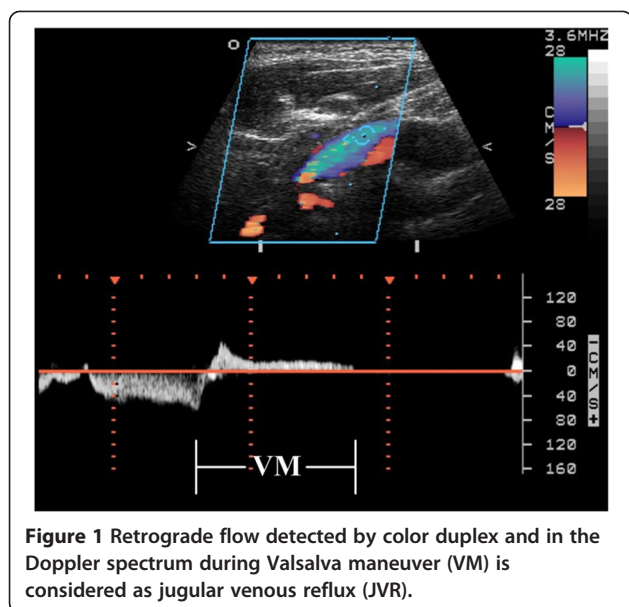 3.6MHZ
28
CM/S
28
120
80
40
0
40
80
120
160
-CM/S+
VM
Figure 1 Retrograde flow detected by color duplex and in the
Doppler spectrum during Valsalva maneuver (VM) is
considered as jugular venous reflux (JVR).